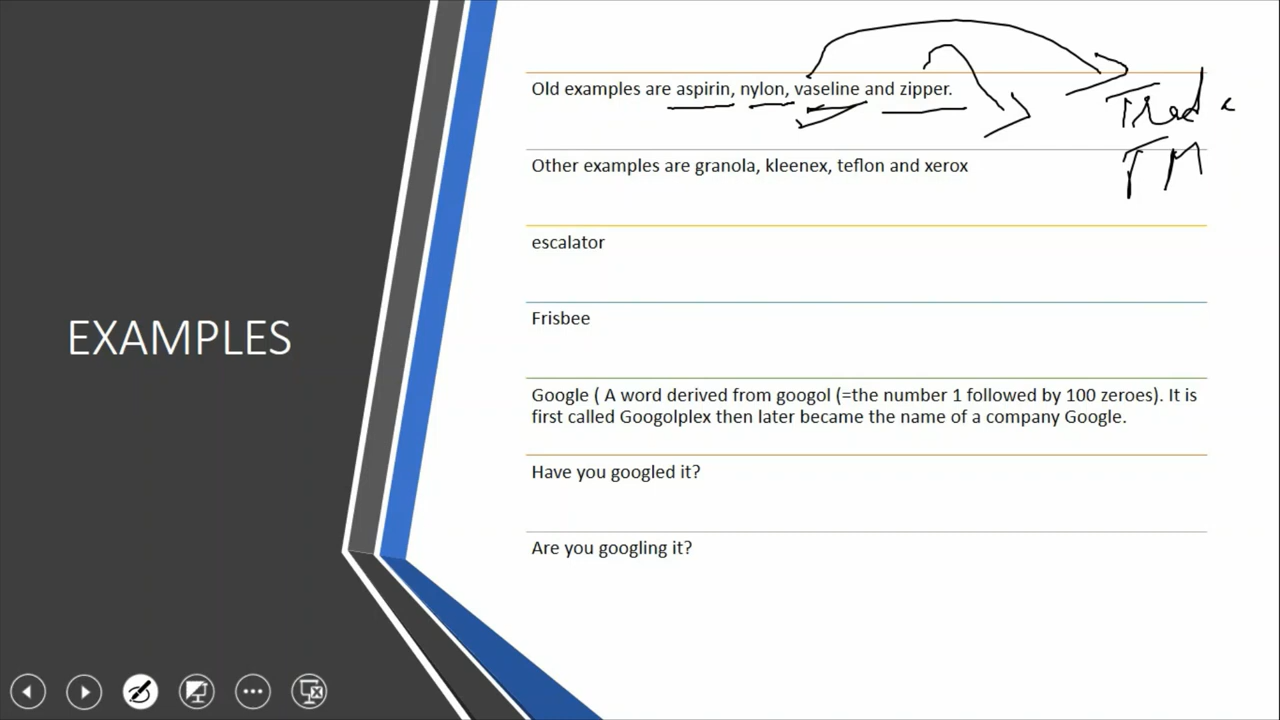 EXAMPLES
Old examples are aspirin, nylon, vaseline and zipper.
Trad
TM
Other examples are granola, kleenex, teflon and xerox
escalator
Frisbee
Google ( A word derived from googol (=the number 1 followed by 100 zeroes). It is
first called Googolplex then later became the name of a company Google.
Have you googled it?
Are you googling it?